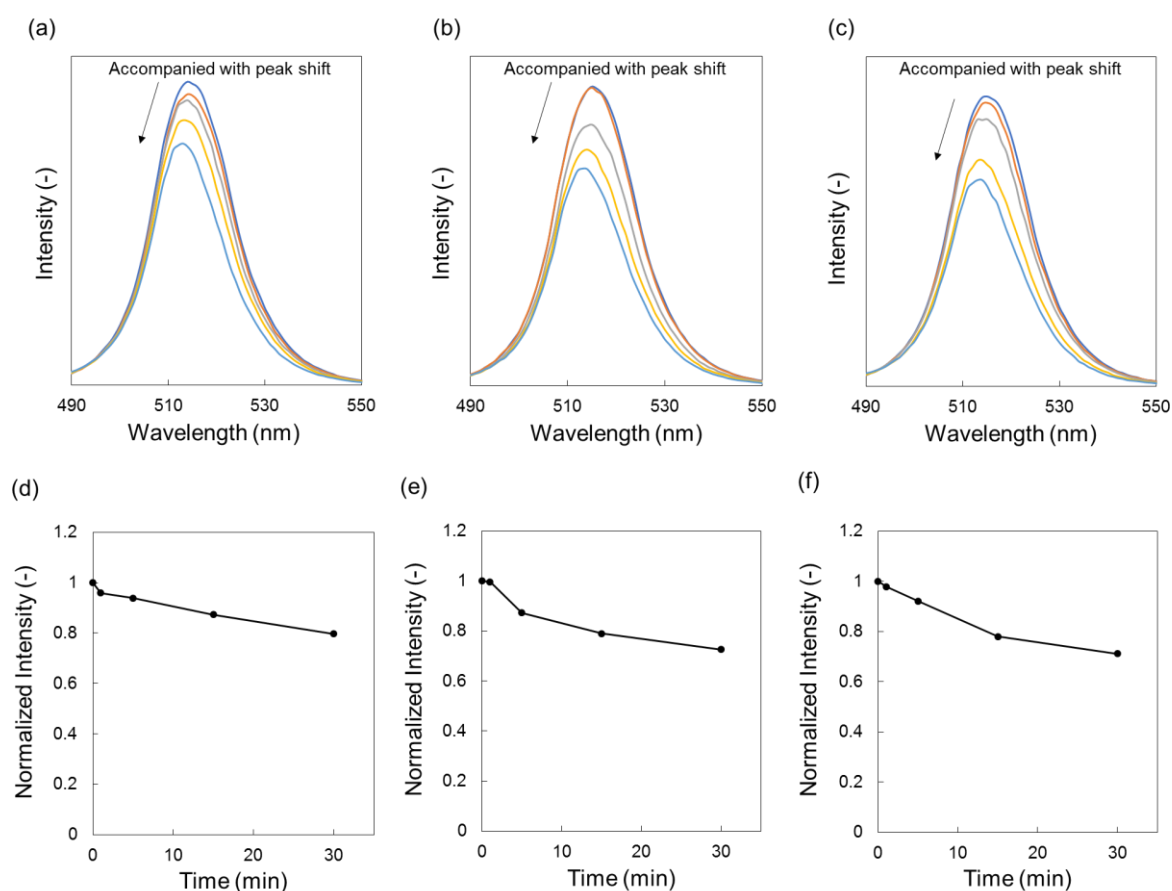 (a)
(b)
(c)
Accompanied with peak shift
Accompanied with peak shift
Accompanied with peak shift
Intensity (-)
Intensity (-)
Intensity (-)
490 510 530 550
490 510 530 550
490 510 530 550
Wavelength (nm)
Wavelength (nm)
Wavelength (nm)
(d)
(e)
(f)
1.2
1
0.8
0.6
0.4
0.2
0
Normalized Intensity (-)
0 10 20 30
Time (min)
1.2
1
0.8
0.6
0.4
0.2
0
Normalized Intensity (-)
0 10 20 30
Time (min)
1.2
1
0.8
0.6
0.4
0.2
0
Normalized Intensity (-)
0 10 20 30
Time (min)